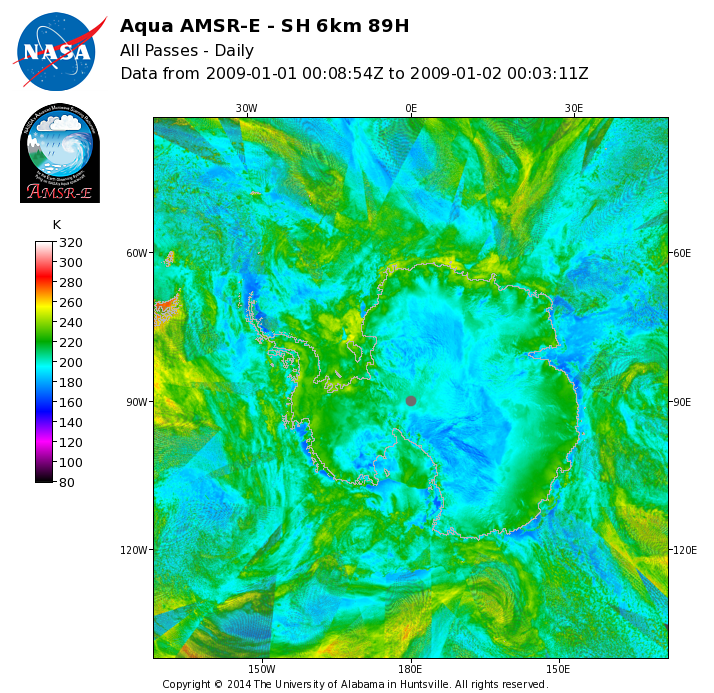 NASA
Aqua AMSR-E - SH 6km 89H
All Passes - Daily
Data from 2009-01-01 00:08:54Z to 2009-01-02 00:03:11Z
AMSR-E
30W 0E 30E
K
320
300
280
260
240
220
200
180
160
140
120
100
80
60W 60E
90W 90E
120W 120E
150W 180E 150E
Copyright © 2014 The University of Alabama in Huntsville. All rights reserved.